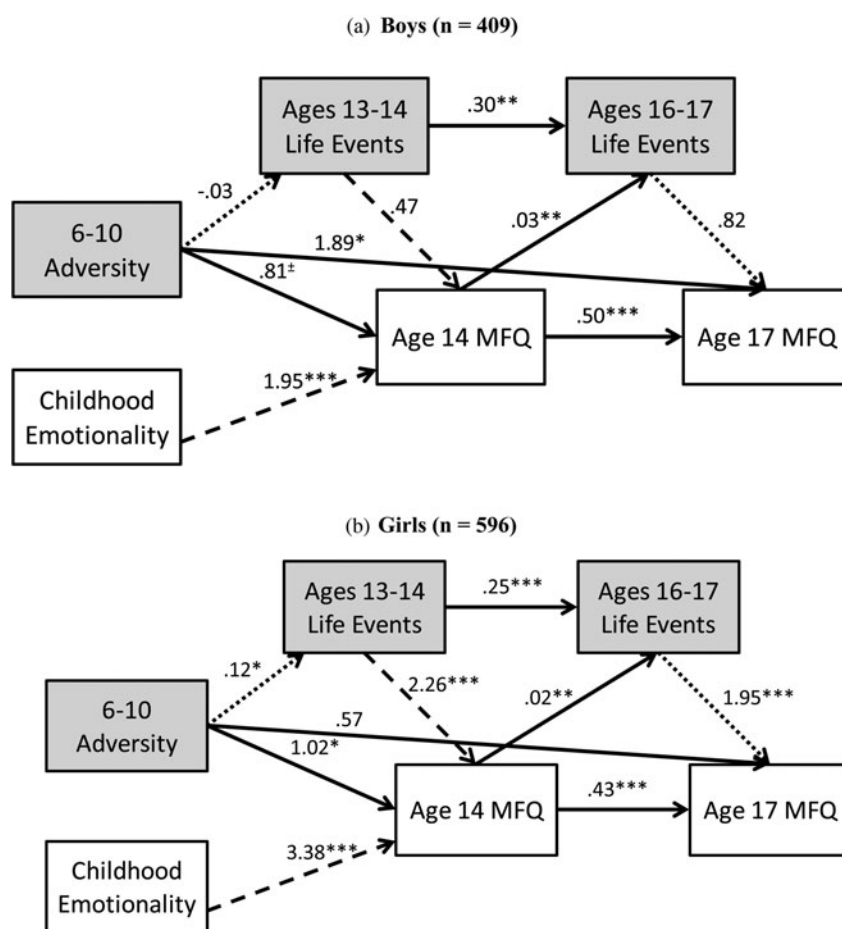 (a) Boys (n = 409)
Ages 13-14
Life Events
.30**
Ages 16-17
Life Events
-.03
.47
.03**
.82
6-10
Adversity
1.89*
.81±
Age 14 MFQ
.50***
Age 17 MFQ
Childhood
Emotionality
1.95***
(b) Girls (n = 596)
Ages 13-14
Life Events
.25***
Ages 16-17
Life Events
.12*
2.26***
.02**
1.95***
6-10
Adversity
.57
1.02*
Age 14 MFQ
.43***
Age 17 MFQ
Childhood
Emotionality
3.38***